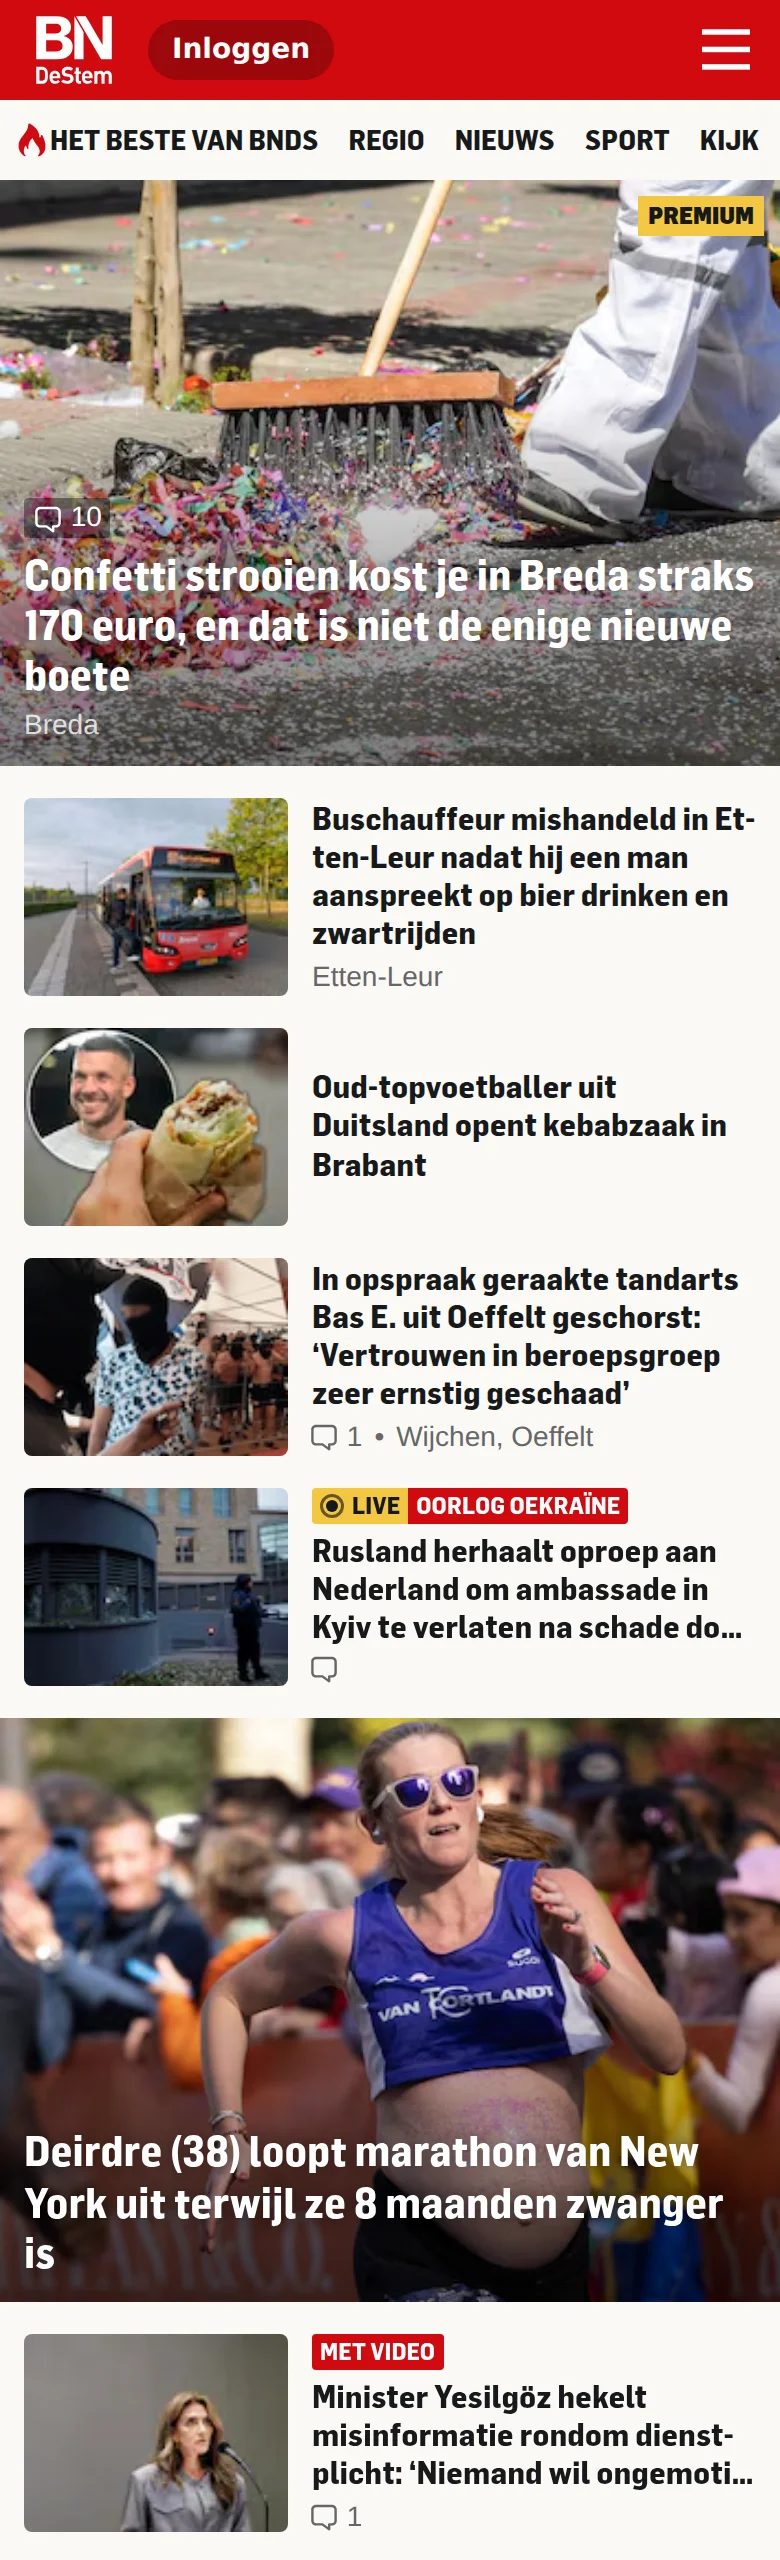 BN
DeStem
Inloggen
HET BESTE VAN BNDS REGIO NIEUWS SPORT KIJK
PREMIUM
10
Confetti strooien kost je in Breda straks
170 euro, en dat is niet de enige nieuwe
boete
Breda
Buschauffeur mishandeld in Et-
ten-Leur nadat hij een man
aanspreekt op bier drinken en
zwartrijden
Etten-Leur
Oud-topvoetballer uit
Duitsland opent kebabzaak in
Brabant
In opspraak geraakte tandarts
Bas E. uit Oeffelt geschorst:
‘Vertrouwen in beroepsgroep
zeer ernstig geschaad’
1 • Wijchen, Oeffelt
LIVE OORLOG OEKRAÏNE
Rusland herhaalt oproep aan
Nederland om ambassade in
Kyiv te verlaten na schade do...
SUCCI
VAN CORTLANDT
Deirdre (38) loopt marathon van New
York uit terwijl ze 8 maanden zwanger
is
MET VIDEO
Minister Yesilgöz hekelt
misinformatie rondom dienst-
plicht: ‘Niemand wil ongemoti...
1